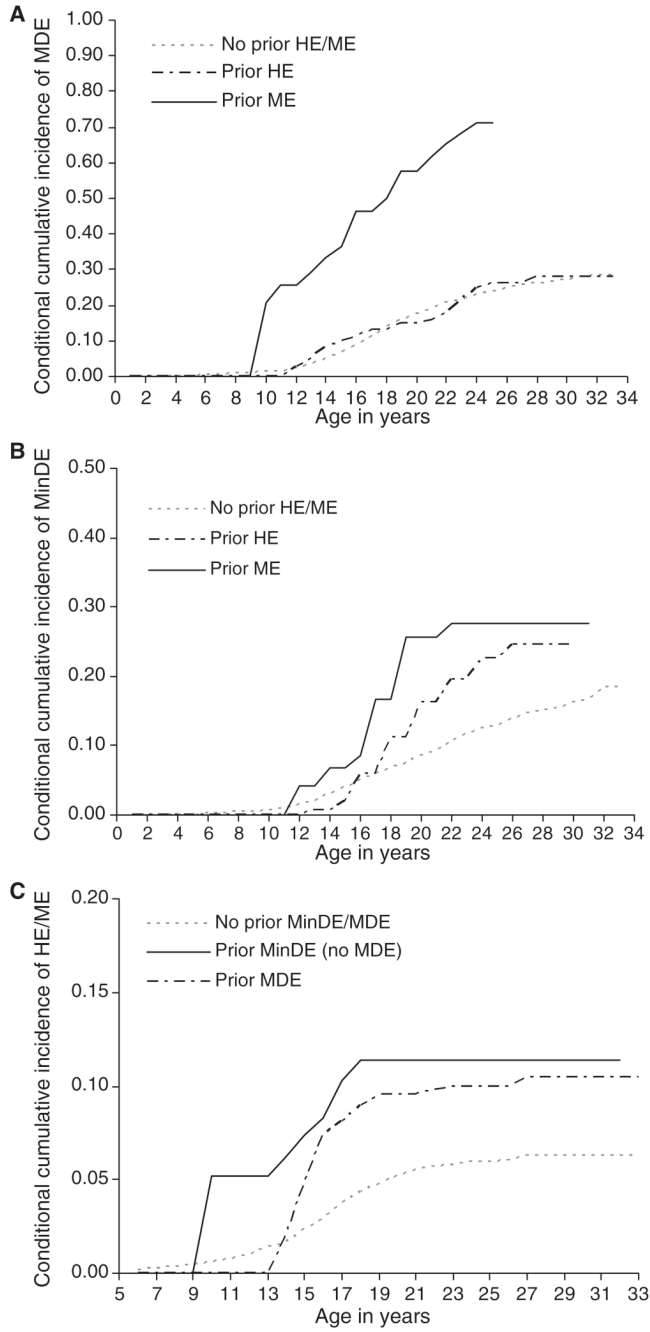 A
Conditional cumulative incidence of MDE
1.00
0.90
0.80
0.70
0.60
0.50
0.40
0.30
0.20
0.10
0.00
No prior HE/ME
Prior HE
Prior ME
0 2 4 6 8 10 12 14 16 18 20 22 24 26 28 30 32 34
Age in years
B
Conditional cumulative incidence of MinDE
0.50
0.40
0.30
0.20
0.10
0.00
No prior HE/ME
Prior HE
Prior ME
0 2 4 6 8 10 12 14 16 18 20 22 24 26 28 30 32 34
Age in years
C
Conditional cumulative incidence of HE/ME
0.20
0.15
0.10
0.05
0.00
No prior MinDE/MDE
Prior MinDE (no MDE)
Prior MDE
5 7 9 11 13 15 17 19 21 23 25 27 29 31 33
Age in years